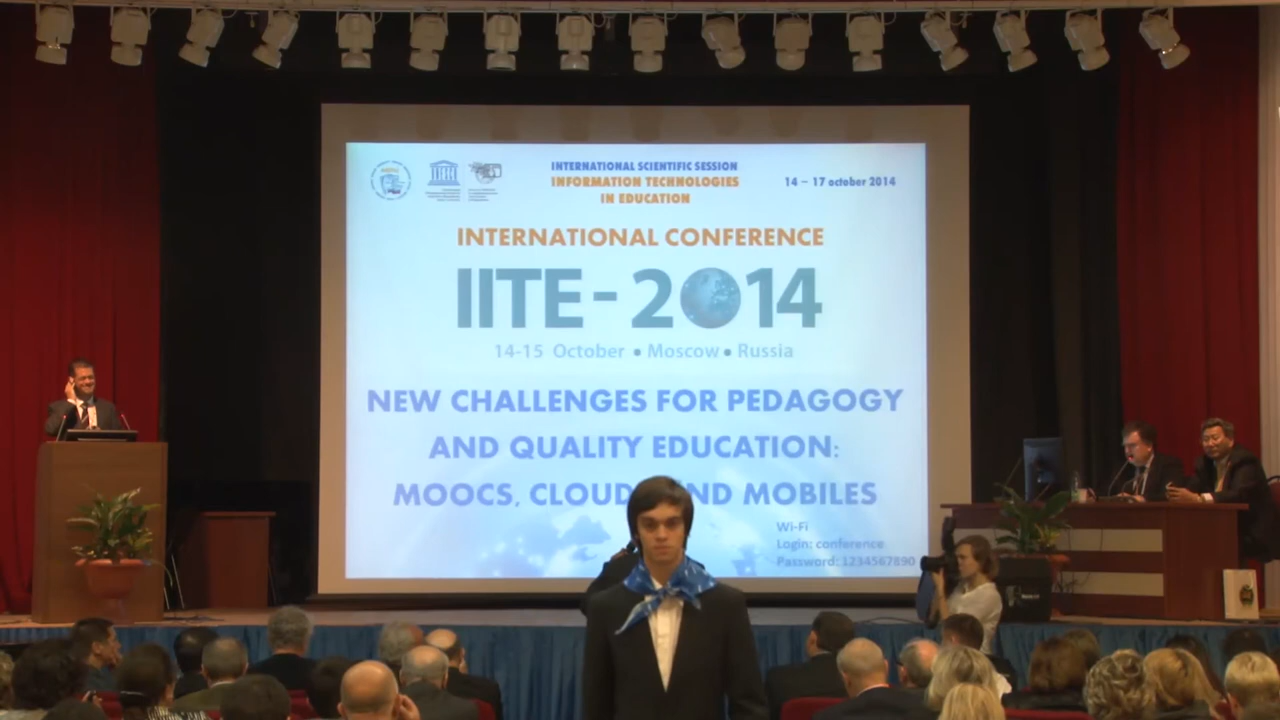 INTERNATIONAL SCIENTIFIC SESSION
INFORMATION TECHNOLOGIES
IN EDUCATION
14 – 17 october 2014
INTERNATIONAL CONFERENCE
IITE - 2014
14-15 October • Moscow • Russia
NEW CHALLENGES FOR PEDAGOGY
AND QUALITY EDUCATION:
MOOCS, CLOUD ND MOBILES
Wi-Fi
Login: conference
Password: 1234567890